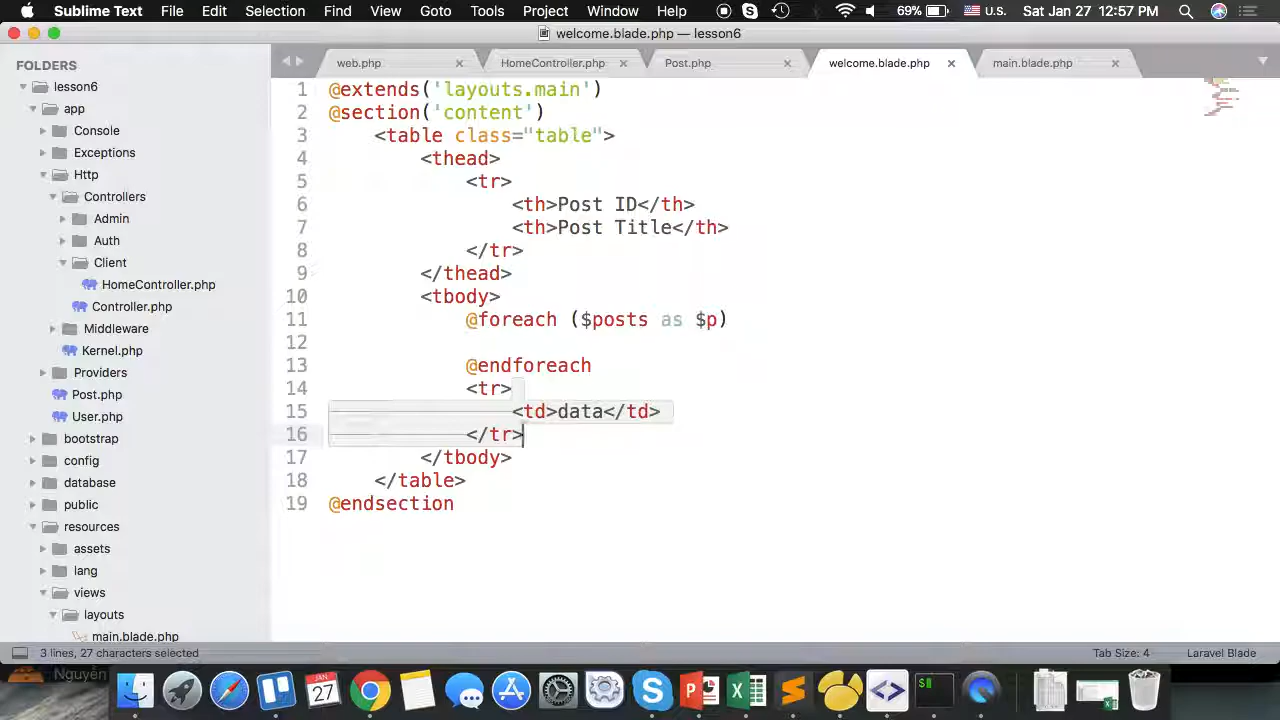 Sublime Text File Edit Selection Find View Goto Tools Project Window Help 69% U.S. Sat Jan 27 12:57 PM
welcome.blade.php — lesson6
FOLDERS
lesson6
app
Console
Exceptions
Http
Controllers
Admin
Auth
Client
HomeController.php
Controller.php
Middleware
Kernel.php
Providers
Post.php
User.php
bootstrap
config
database
public
resources
assets
lang
views
layouts
main.blade.php
web.php HomeController.php Post.php welcome.blade.php main.blade.php
1 @extends('layouts.main')
2 @section('content')
3 <table class="table">
4 <thead>
5 <tr>
6 <th>Post ID</th>
7 <th>Post Title</th>
8 </tr>
9 </thead>
10 <tbody>
11 @foreach ($posts as $p)
12
13 @endforeach
14 <tr>
15 <td>data</td>
16 </tr>
17 </tbody>
18 </table>
19 @endsection
3 lines, 27 characters selected Tab Size: 4 Laravel Blade
Nguyễn
JAN
27